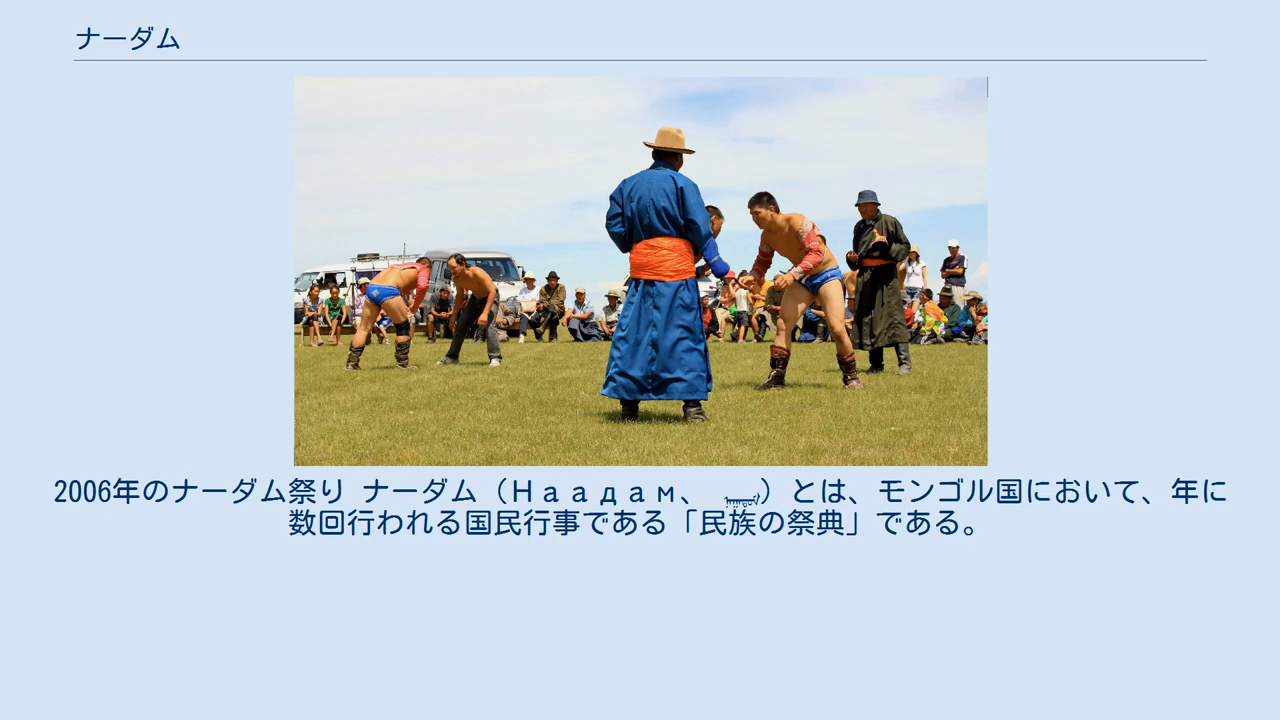 ナーダム
2006年のナーダム祭り ナーダム（Наадам、 ）とは、モンゴル国において、年に
数回行われる国民行事である「民族の祭典」である。